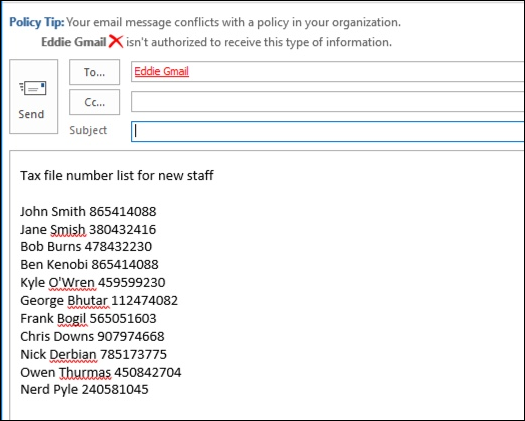 Policy Tip: Your email message conflicts with a policy in your organization.
Eddie Gmail isn't authorized to receive this type of information.
To...
Eddie Gmail
Cc...
Send
Subject
Tax file number list for new staff
John Smith 865414088
Jane Smish 380432416
Bob Burns 478432230
Ben Kenobi 865414088
Kyle O'Wren 459599230
George Bhutar 112474082
Frank Bogil 565051603
Chris Downs 907974668
Nick Derbian 785173775
Owen Thurmas 450842704
Nerd Pyle 240581045